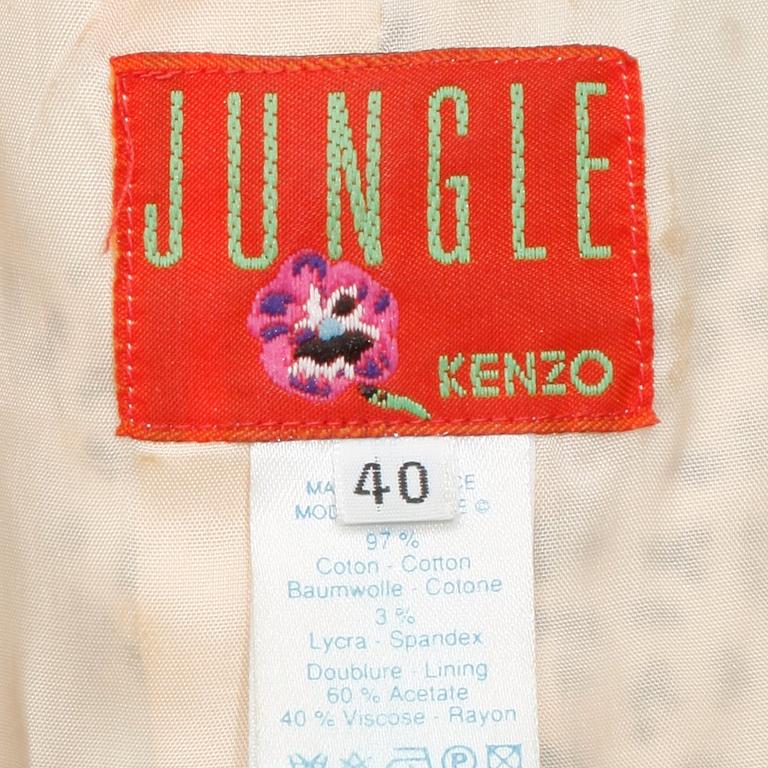 JUNGLE
KENZO
40
97 %
Coton - Cotton
Baumwolle - Cotone
3 %
Lycra - Spandex
Doublure - Lining
60 % Acetate
40 % Viscose - Rayon
P